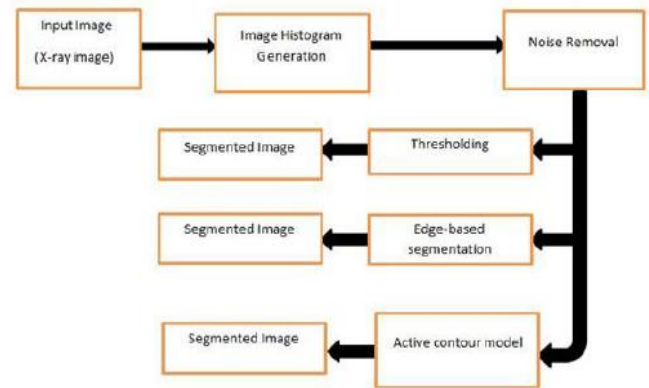 Input Image
(X-ray image)
Image Histogram
Generation
Noise Removal
Segmented Image
Thresholding
Segmented Image
Edge-based
segmentation
Segmented Image
Active contour model